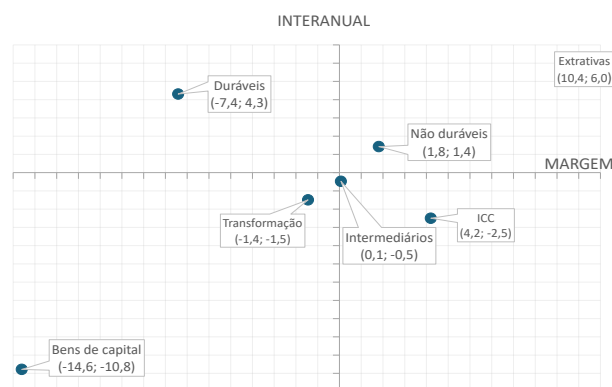 INTERANUAL
Extrativas
(10,4; 6,0)
Duráveis
(-7,4; 4,3)
Não duráveis
(1,8; 1,4)
MARGEM
Transformação
(-1,4; -1,5)
Intermediários
(0,1; -0,5)
ICC
(4,2; -2,5)
Bens de capital
(-14,6; -10,8)